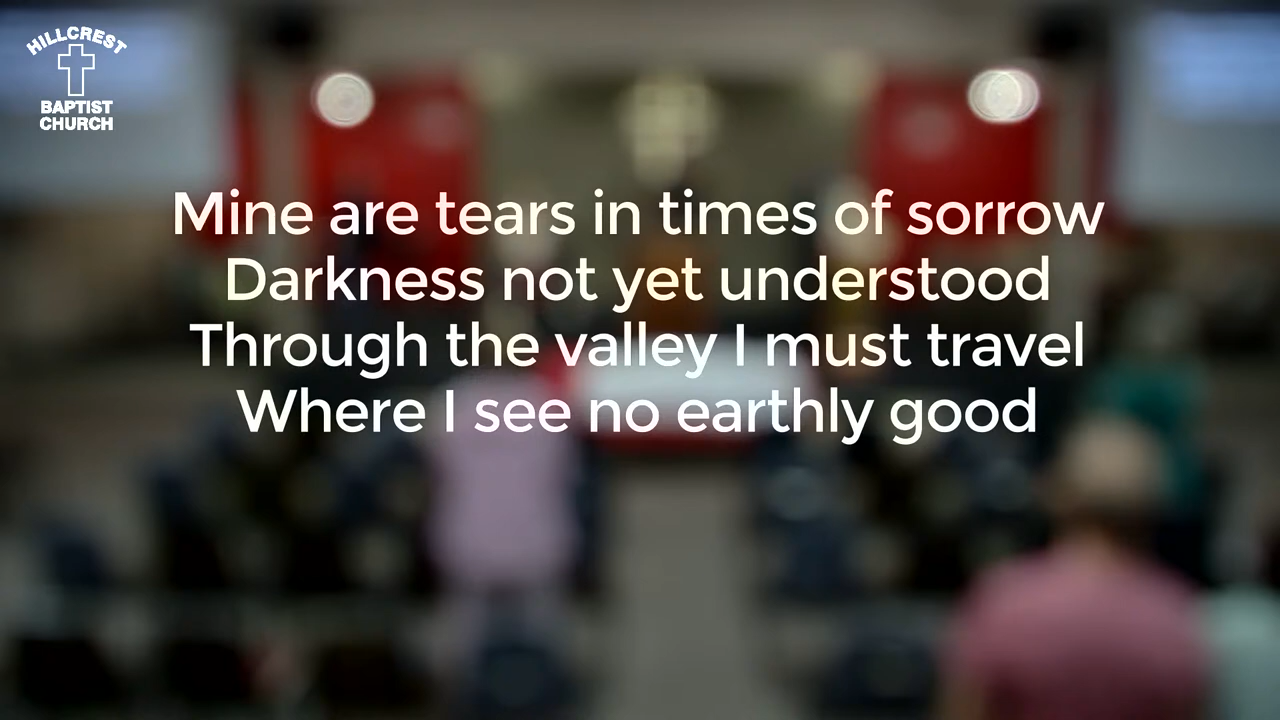 HILLCREST
BAPTIST
CHURCH
Mine are tears in times of sorrow
Darkness not yet understood
Through the valley I must travel
Where I see no earthly good